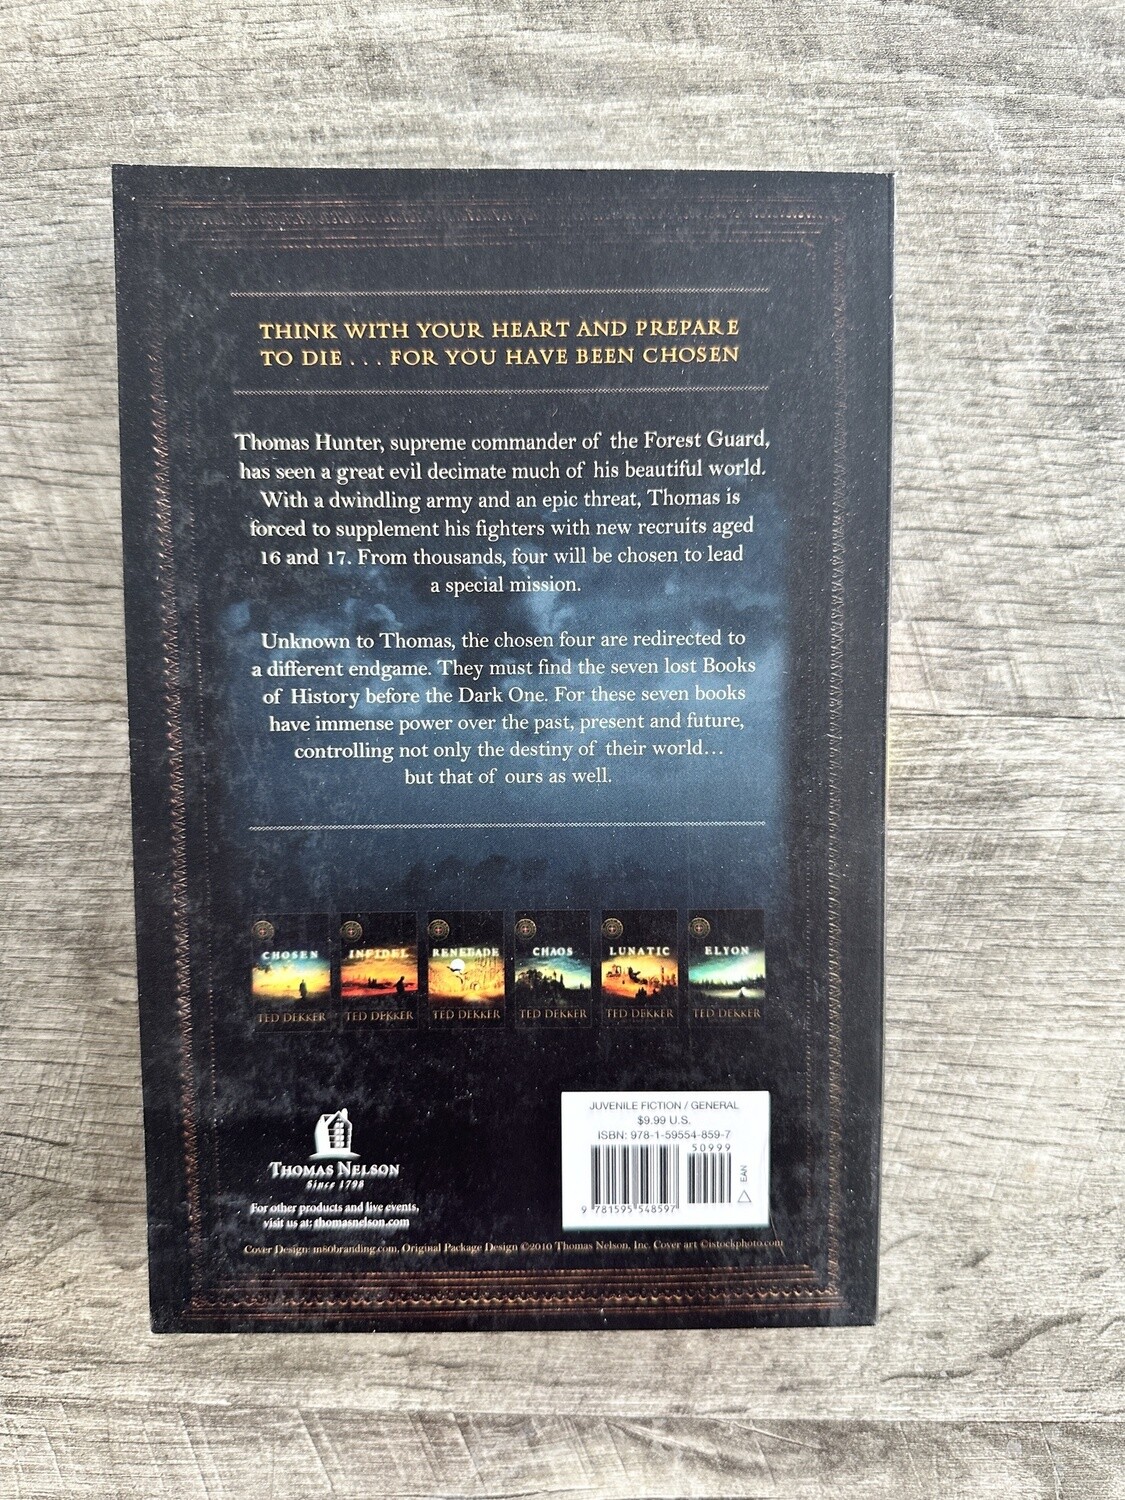 THINK WITH YOUR HEART AND PREPARE
TO DIE . . . FOR YOU HAVE BEEN CHOSEN
Thomas Hunter, supreme commander of the Forest Guard,
has seen a great evil decimate much of his beautiful world.
With a dwindling army and an epic threat, Thomas is
forced to supplement his fighters with new recruits aged
16 and 17. From thousands, four will be chosen to lead
a special mission.
Unknown to Thomas, the chosen four are redirected to
a different endgame. They must find the seven lost Books
of History before the Dark One. For these seven books
have immense power over the past, present and future,
controlling not only the destiny of their world...
but that of ours as well.
CHOSEN
TED DEKKER
INFIDEL
TED DEKKER
RENEGADE
TED DEKKER
CHAOS
TED DEKKER
LUNATIC
TED DEKKER
ELYON
TED DEKKER
THOMAS NELSON
Since 1798
For other products and live events,
visit us at: thomasnelson.com
JUVENILE FICTION / GENERAL
$9.99 U.S.
ISBN: 978-1-59554-859-7
50999
EAN
9 781595 548597
Cover Design: m80branding.com, Original Package Design ©2010 Thomas Nelson, Inc. Cover art ©istockphoto.com